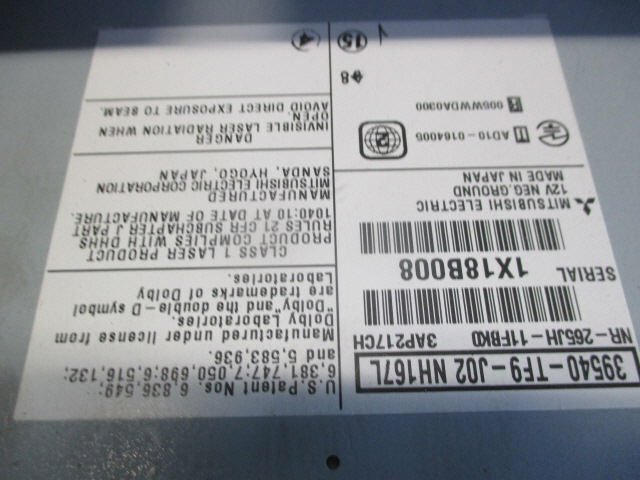 39540-TF9-J02 NH167L
NR-265JH-11FBKD 3AP217CH
SERIAL 1X18B008
MITSUBISHI ELECTRIC
12V NEG.GROUND
MADE IN JAPAN
AD10-0184005
005WDA0300
8
15
U.S.Patent Nos. 6,836,549;
6,381,747;7,050,698;6,516,132;
and 5,583,936.
Manufactured under license from
Dolby Laboratories.
"Dolby"and the double-D symbol
are trademarks of Dolby
Laboratories.
CLASS 1 LASER PRODUCT
PRODUCT COMPLIES WITH DHHS
RULES 21 CFR SUBCHAPTER J PART
1040:10 AT DATE OF MANUFACTURE.
MANUFACTURED
MITSUBISHI ELECTRIC CORPORATION
SANDA, HYOGO, JAPAN
DANGER
INVISIBLE LASER RADIATION WHEN
OPEN.
AVOID DIRECT EXPOSURE TO BEAM.